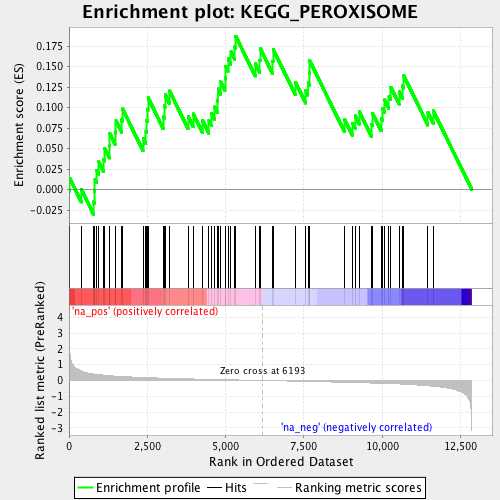 Enrichment plot: KEGG_PEROXISOME
Enrichment score (ES)
0.175
0.150
0.125
0.100
0.075
0.050
0.025
0.000
-0.025
'na_pos' (positively correlated)
Ranked list metric (PreRanked)
4
3
2
1
0
-1
-2
-3
Zero cross at 6193
'na_neg' (negatively correlated)
0
2,500
5,000
7,500
10,000
12,500
Rank in Ordered Dataset
Enrichment profile
Hits
Ranking metric scores